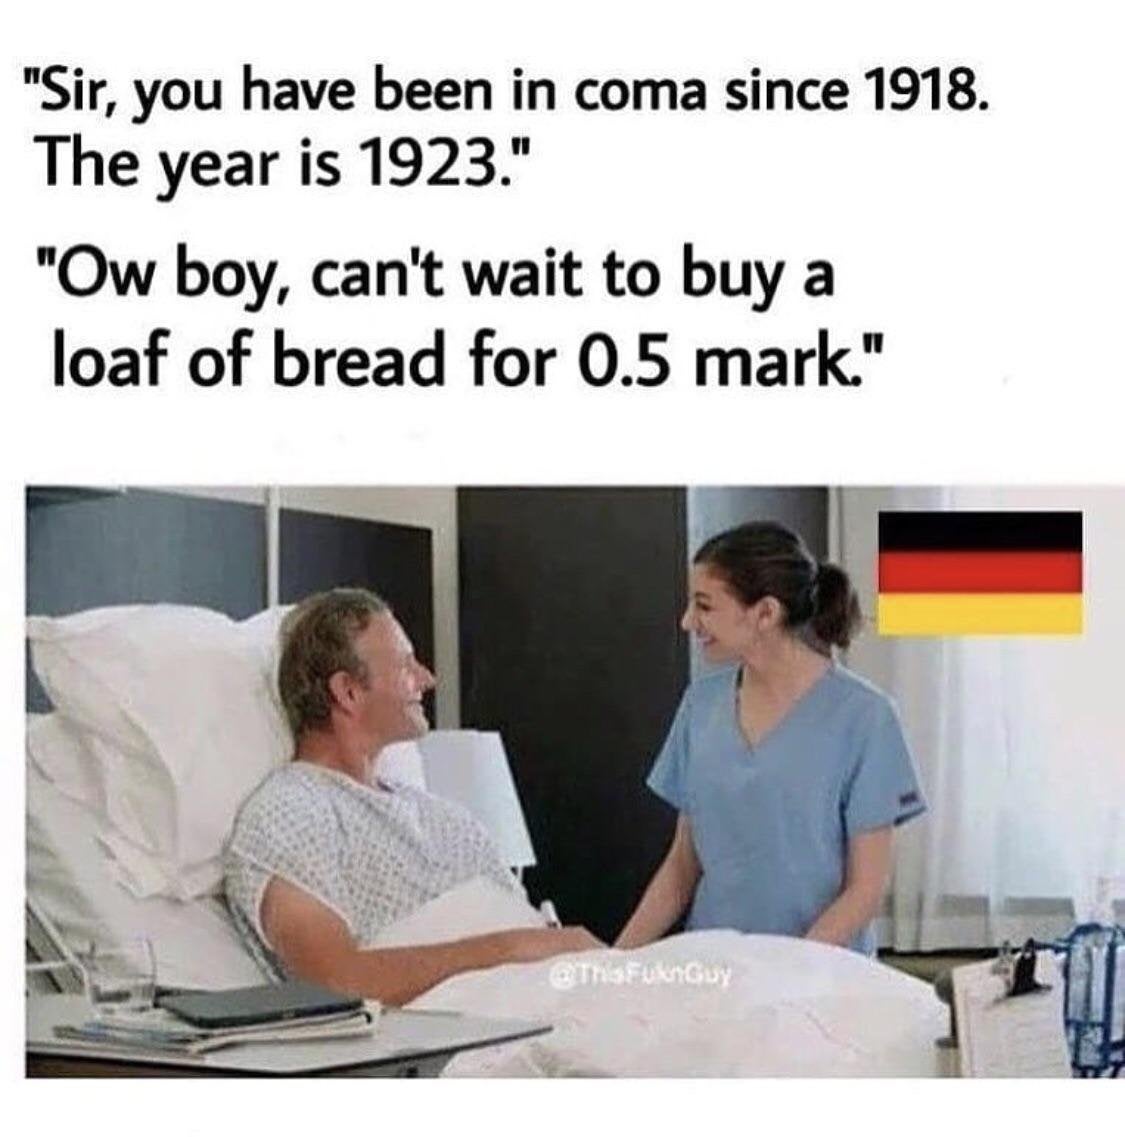 "Sir, you have been in coma since 1918.
The year is 1923."
"Ow boy, can't wait to buy a
loaf of bread for 0.5 mark."
@ThisFuknGuy